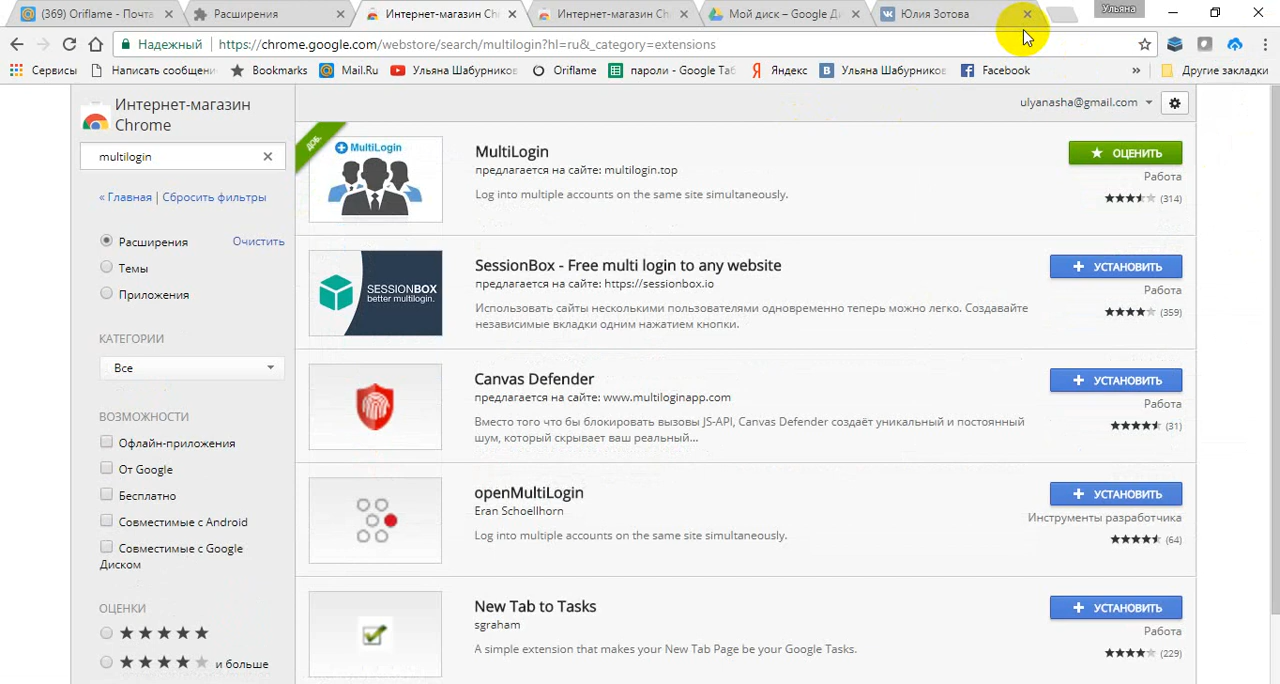 (369) Oriflame - Почта
Расширения
Интернет-магазин Chr
Интернет-магазин Ch
Мой диск – Google Ди
Юлия Зотова
Ульяна
Надежный
https://chrome.google.com/webstore/search/multilogin?hl=ru&_category=extensions
Сервисы
Написать сообщени
Bookmarks
Mail.Ru
Ульяна Шабурников
Oriflame
пароли - Google Таб
Яндекс
Ульяна Шабурников
Facebook
»
Другие закладки
Интернет-магазин
Chrome
multilogin
« Главная | Сбросить фильтры
Расширения
Очистить
Темы
Приложения
КАТЕГОРИИ
Все
ВОЗМОЖНОСТИ
Офлайн-приложения
От Google
Бесплатно
Совместимые с Android
Совместимые с Google
Диском
ОЦЕНКИ
и больше
ulyanasha@gmail.com
ДОБ.
MultiLogin
MultiLogin
предлагается на сайте: multilogin.top
Log into multiple accounts on the same site simultaneously.
ОЦЕНИТЬ
Работа
(314)
SESSIONBOX
better multilogin.
SessionBox - Free multi login to any website
предлагается на сайте: https://sessionbox.io
Использовать сайты несколькими пользователями одновременно теперь можно легко. Создавайте
независимые вкладки одним нажатием кнопки.
УСТАНОВИТЬ
Работа
(359)
Canvas Defender
предлагается на сайте: www.multiloginapp.com
Вместо того что бы блокировать вызовы JS-API, Canvas Defender создаёт уникальный и постоянный
шум, который скрывает ваш реальный...
УСТАНОВИТЬ
Работа
(31)
openMultiLogin
Eran Schoellhorn
Log into multiple accounts on the same site simultaneously.
УСТАНОВИТЬ
Инструменты разработчика
(64)
New Tab to Tasks
sgraham
A simple extension that makes your New Tab Page be your Google Tasks.
УСТАНОВИТЬ
Работа
(229)